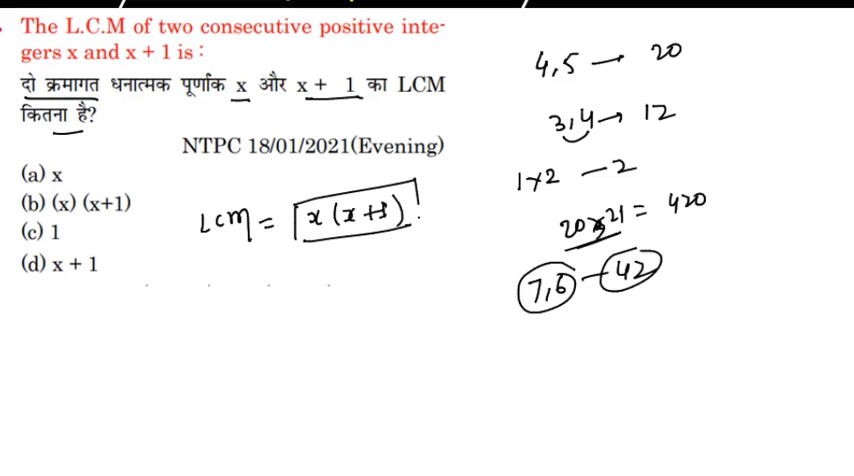 The L.C.M of two consecutive positive inte-
gers x and x + 1 is :
दो क्रमागत धनात्मक पूर्णांक x और x + 1 का LCM
कितना है?
NTPC 18/01/2021(Evening)
(a) x
(b) (x) (x+1)
(c) 1
(d) x + 1
LCM = x(x+1)
4,5 → 20
3,4 → 12
1×2 — 2
20×21 = 420
7,6 — 42